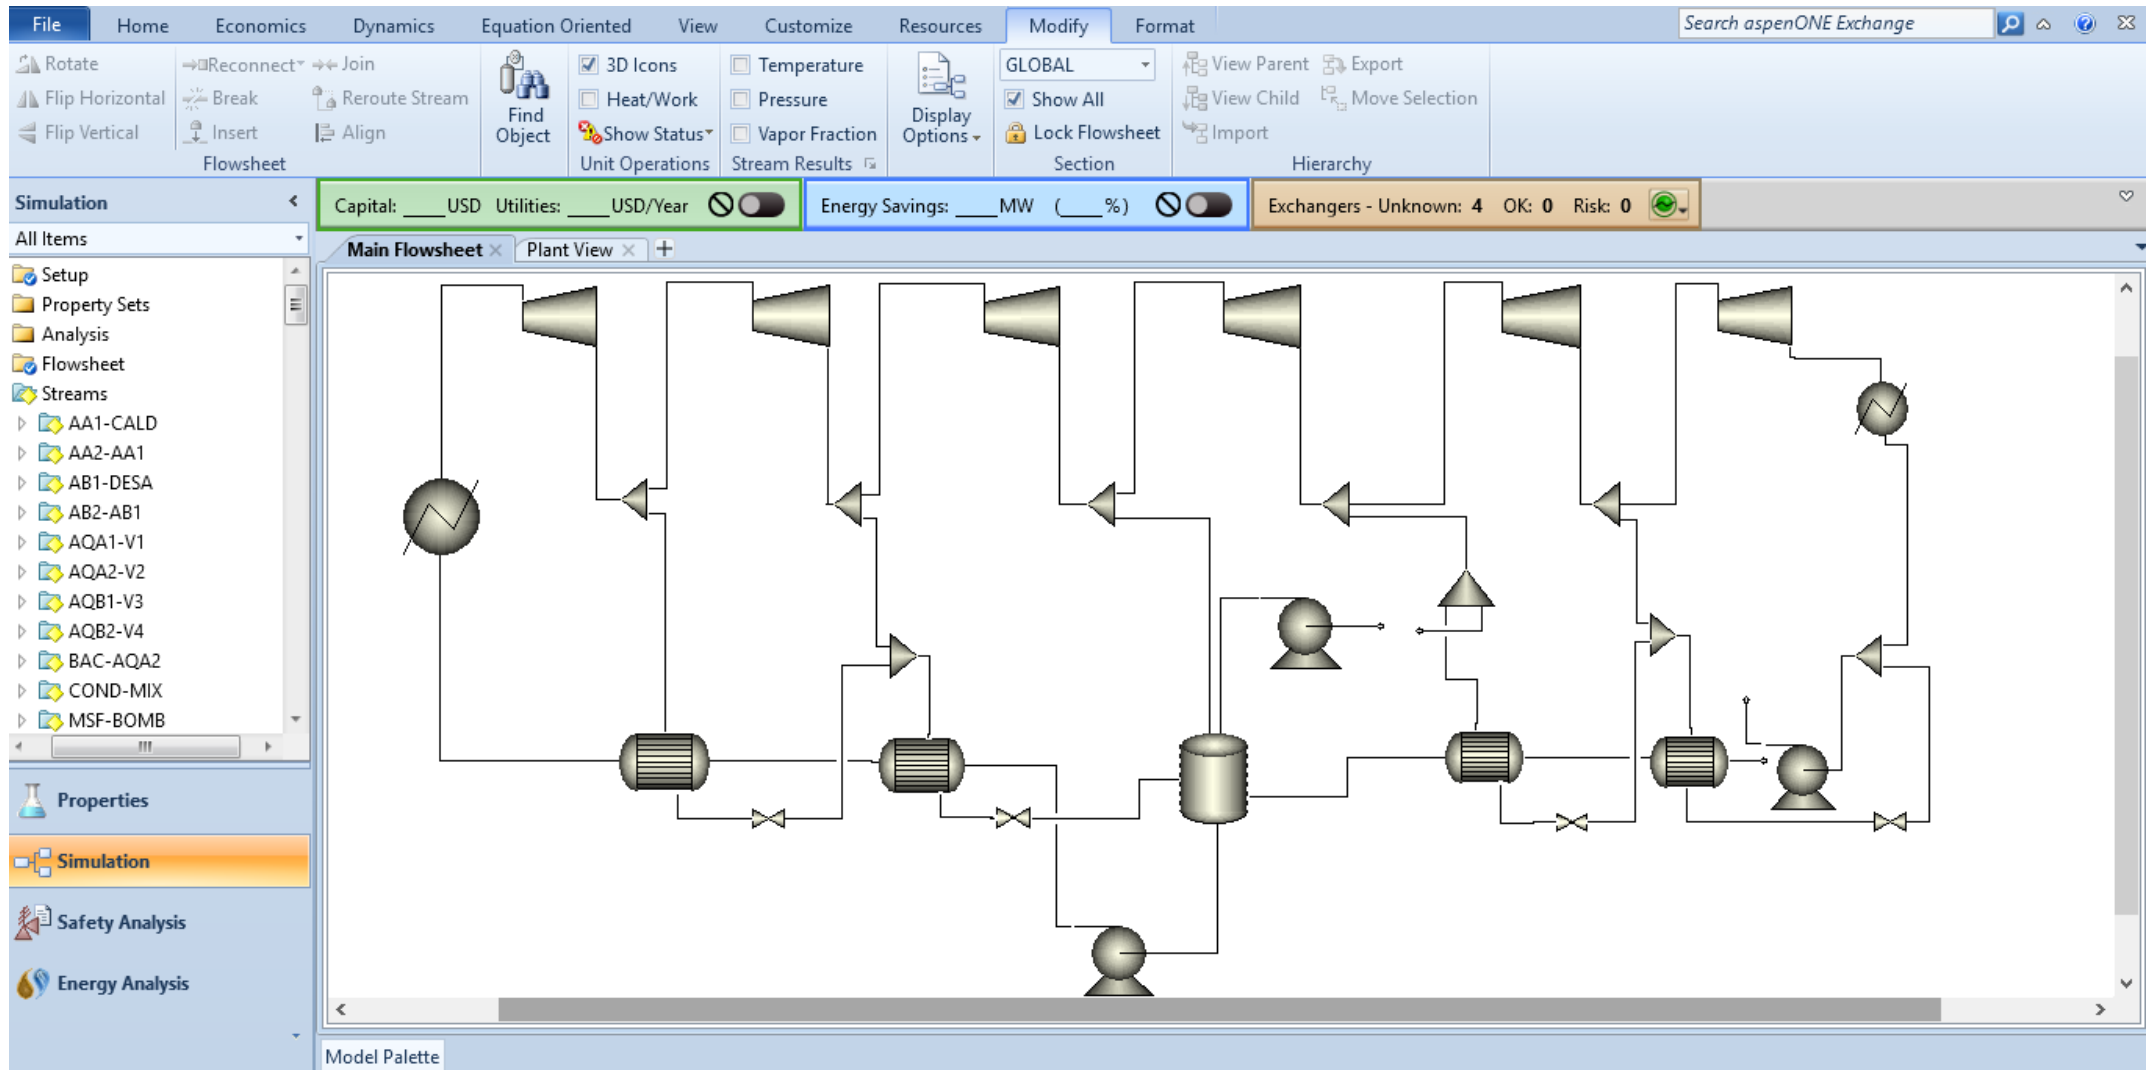 File Home Economics Dynamics Equation Oriented View Customize Resources Modify Format Search aspenONE Exchange
Rotate Reconnect Join 3D Icons Temperature GLOBAL View Parent Export
Flip Horizontal Break Reroute Stream Find Object Heat/Work Pressure Display Options Show All View Child Move Selection
Flip Vertical Insert Align Show Status Vapor Fraction Lock Flowsheet Import
Flowsheet Unit Operations Stream Results Section Hierarchy
Simulation
Capital: ____USD Utilities: ____USD/Year Energy Savings: ____MW (____%) Exchangers - Unknown: 4 OK: 0 Risk: 0
All Items
Main Flowsheet Plant View
Setup
Property Sets
Analysis
Flowsheet
Streams
AA1-CALD
AA2-AA1
AB1-DESA
AB2-AB1
AQA1-V1
AQA2-V2
AQB1-V3
AQB2-V4
BAC-AQA2
COND-MIX
MSF-BOMB
Properties
Simulation
Safety Analysis
Energy Analysis
Model Palette